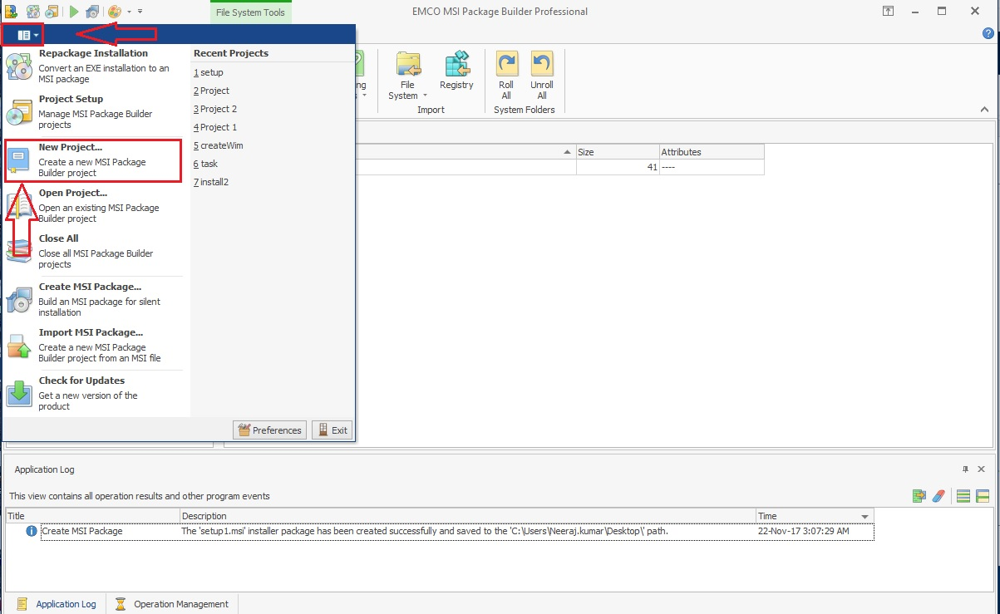 File System Tools
EMCO MSI Package Builder Professional
Repackage Installation
Convert an EXE installation to an
MSI package
Project Setup
Manage MSI Package Builder
projects
New Project...
Create a new MSI Package
Builder project
Open Project...
Open an existing MSI Package
Builder project
Close All
Close all MSI Package Builder
projects
Create MSI Package...
Build an MSI package for silent
installation
Import MSI Package...
Create a new MSI Package
Builder project from an MSI file
Check for Updates
Get a new version of the
product
Recent Projects
1 setup
2 Project
3 Project 2
4 Project 1
5 createWim
6 task
7 install2
Preferences
Exit
File
System
Registry
Import
Roll
All
Unroll
All
System Folders
Size
Attributes
41
----
Application Log
This view contains all operation results and other program events
Title
Description
Time
Create MSI Package
The 'setup1.msi' installer package has been created successfully and saved to the 'C:\Users\Neeraj.kumar\Desktop\' path.
22-Nov-17 3:07:29 AM
Application Log
Operation Management